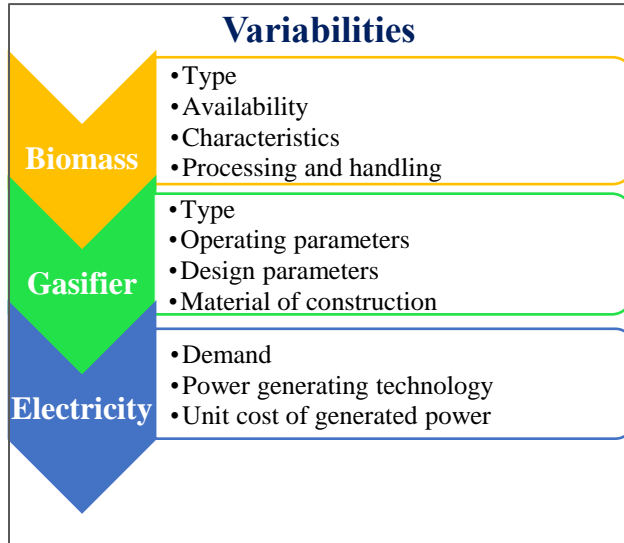 Variabilities
Biomass
•Type
•Availability
•Characteristics
•Processing and handling
Gasifier
•Type
•Operating parameters
•Design parameters
•Material of construction
Electricity
•Demand
•Power generating technology
•Unit cost of generated power